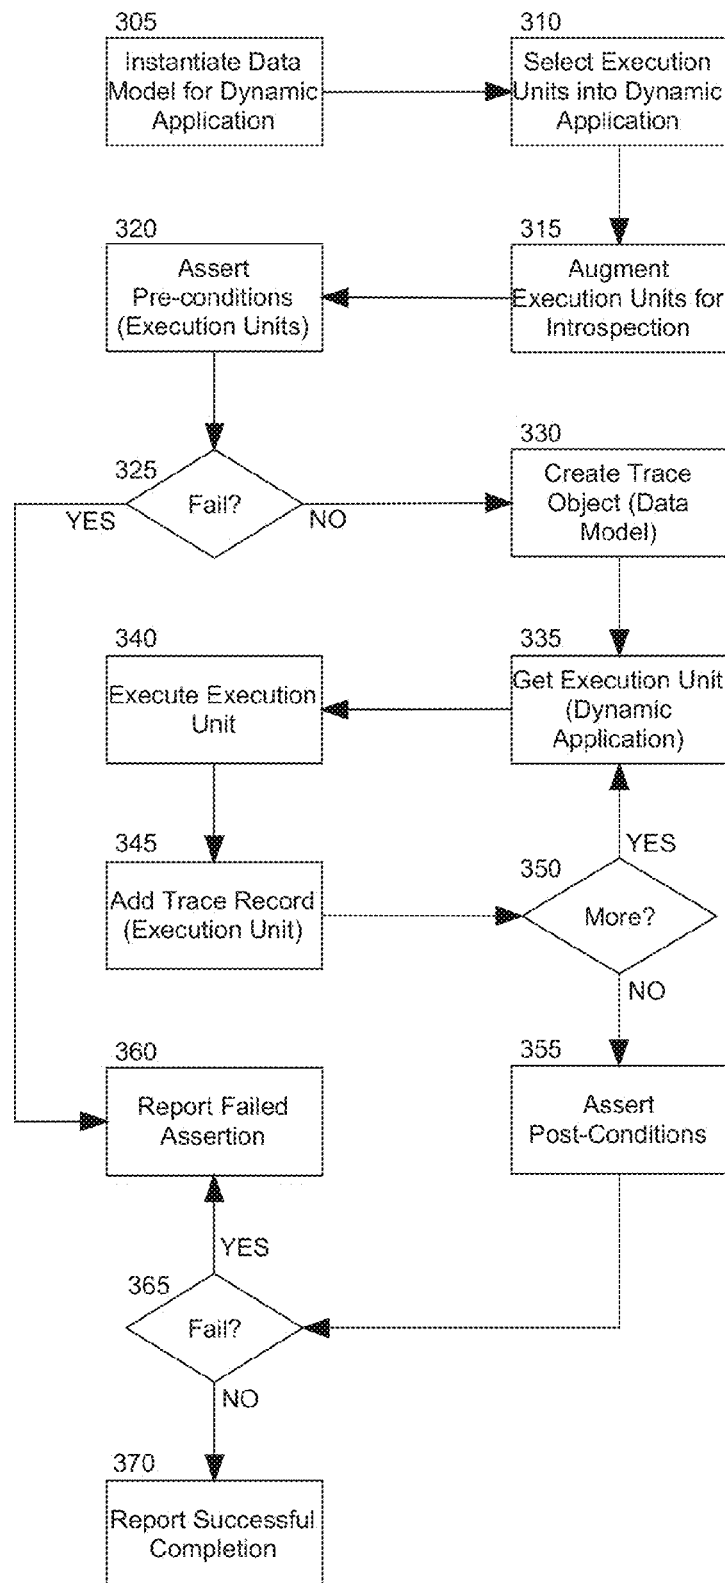 305
Instantiate Data
Model for Dynamic
Application
310
Select Execution
Units into Dynamic
Application
320
Assert
Pre-conditions
(Execution Units)
315
Augment
Execution Units for
Introspection
325
Fail?
YES
NO
330
Create Trace
Object (Data
Model)
340
Execute Execution
Unit
335
Get Execution Unit
(Dynamic
Application)
345
Add Trace Record
(Execution Unit)
350
More?
YES
NO
360
Report Failed
Assertion
355
Assert
Post-Conditions
YES
365
Fail?
NO
370
Report Successful
Completion